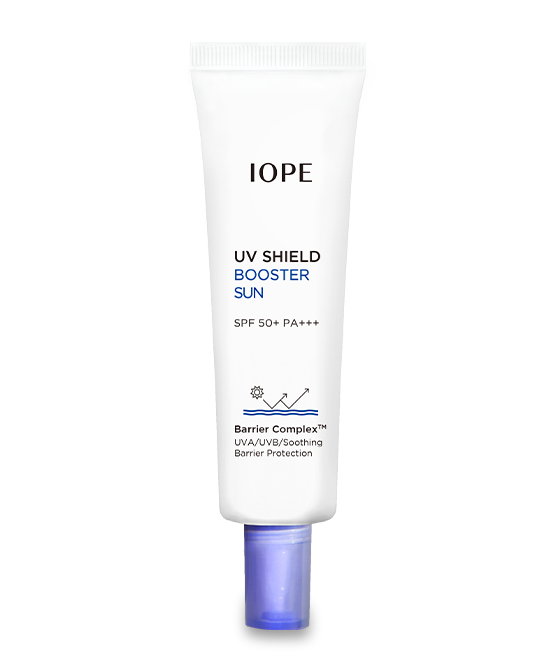 IOPE
UV SHIELD
BOOSTER
SUN
SPF 50+ PA+++
Barrier Complex™
UVA/UVB/Soothing
Barrier Protection